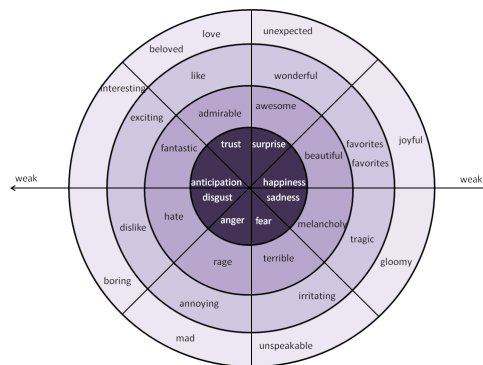 love
unexpected
beloved
like
wonderful
interesting
exciting
admirable
awesome
fantastic
trust
surprise
beautiful
favorites
favorites
joyful
weak
anticipation
happiness
weak
disgust
sadness
hate
anger
fear
melancholy
dislike
tragic
rage
terrible
gloomy
boring
annoying
irritating
mad
unspeakable